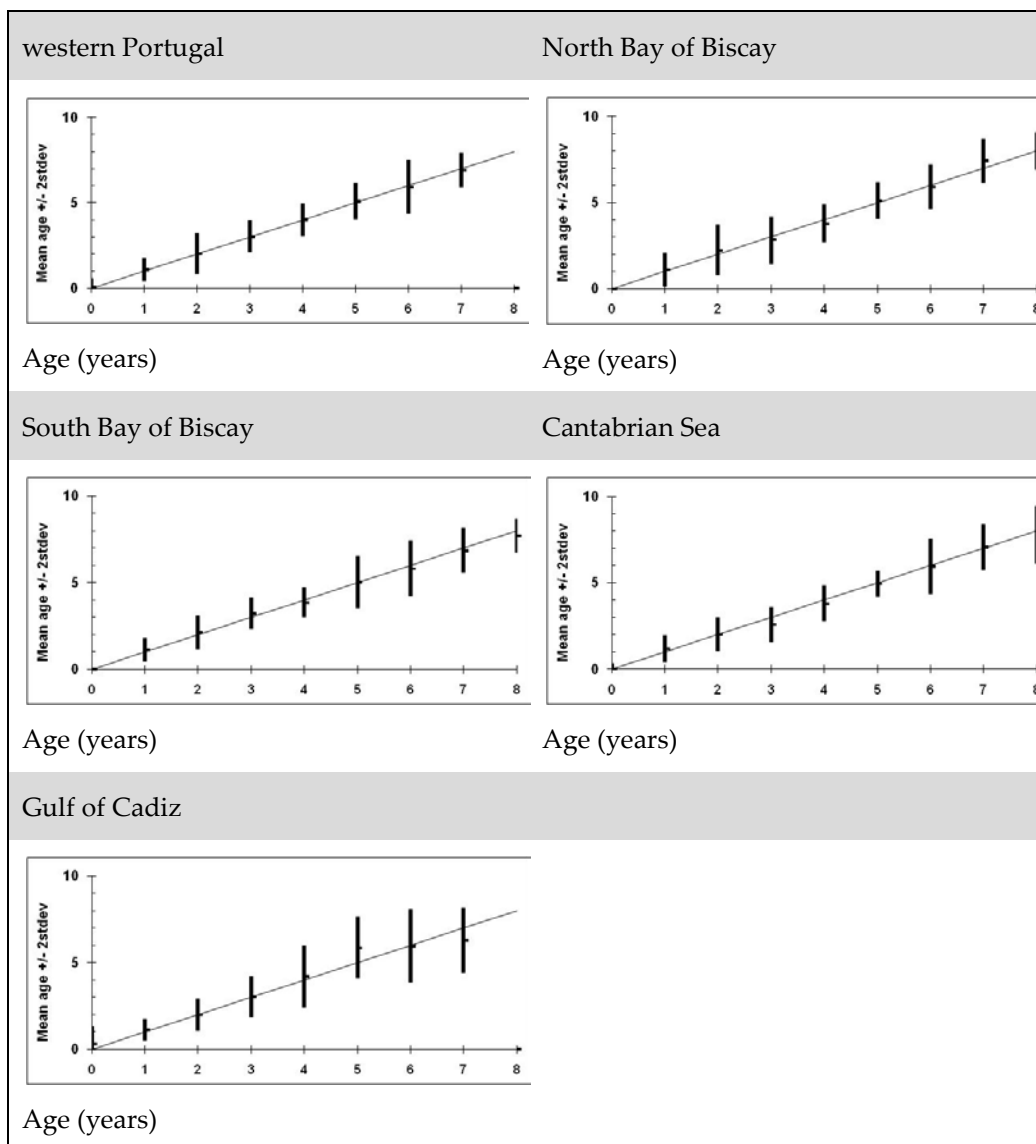 western Portugal
North Bay of Biscay
10
5
0
Mean age +/- 2stdev
0 1 2 3 4 5 6 7 8
10
5
0
Mean age +/- 2stdev
0 1 2 3 4 5 6 7 8
Age (years)
Age (years)
South Bay of Biscay
Cantabrian Sea
10
5
0
Mean age +/- 2stdev
0 1 2 3 4 5 6 7 8
10
5
0
Mean age +/- 2stdev
0 1 2 3 4 5 6 7 8
Age (years)
Age (years)
Gulf of Cadiz
10
5
0
Mean age +/- 2stdev
0 1 2 3 4 5 6 7 8
Age (years)